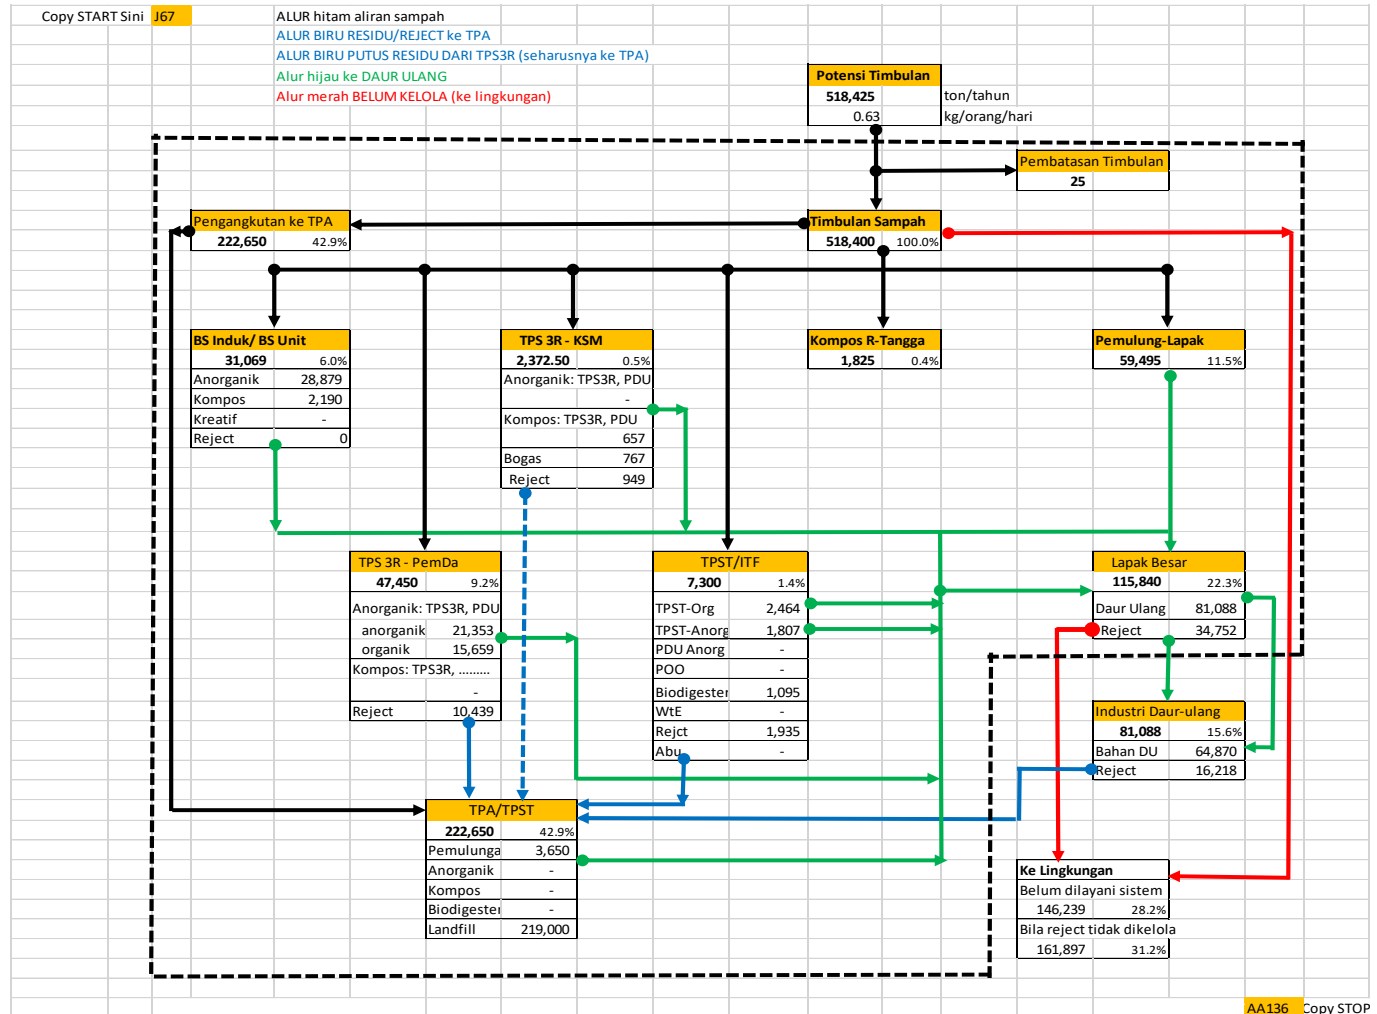 Copy START Sini J67 ALUR hitam aliran sampah
ALUR BIRU RESIDU/REJECT ke TPA
ALUR BIRU PUTUS RESIDU DARI TPS3R (seharusnya ke TPA)
Alur hijau ke DAUR ULANG
Alur merah BELUM KELOLA (ke lingkungan)
Potensi Timbulan
518,425 ton/tahun
0.63 kg/orang/hari
Pembatasan Timbulan
25
Pengangkutan ke TPA
222,650 42.9%
Timbulan Sampah
518,400 100.0%
BS Induk/ BS Unit
31,069 6.0%
Anorganik 28,879
Kompos 2,190
Kreatif -
Reject 0
TPS 3R - KSM
2,372.50 0.5%
Anorganik: TPS3R, PDU
-
Kompos: TPS3R, PDU
657
Bogas 767
Reject 949
Kompos R-Tangga
1,825 0.4%
Pemulung-Lapak
59,495 11.5%
TPS 3R - PemDa
47,450 9.2%
Anorganik: TPS3R, PDU
anorganik 21,353
organik 15,659
Kompos: TPS3R, .........
-
Reject 10,439
TPST/ITF
7,300 1.4%
TPST-Org 2,464
TPST-Anorg 1,807
PDU Anorg -
POO -
Biodigester 1,095
WtE -
Rejct 1,935
Abu -
Lapak Besar
115,840 22.3%
Daur Ulang 81,088
Reject 34,752
Industri Daur-ulang
81,088 15.6%
Bahan DU 64,870
Reject 16,218
TPA/TPST
222,650 42.9%
Pemulunga 3,650
Anorganik -
Kompos -
Biodigester -
Landfill 219,000
Ke Lingkungan
Belum dilayani sistem
146,239 28.2%
Bila reject tidak dikelola
161,897 31.2%
AA136 Copy STOP